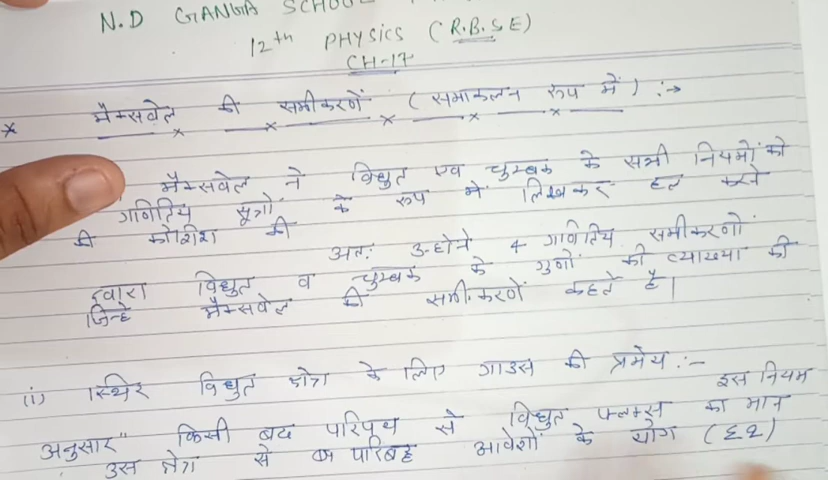 N.D GANGA SCHOOL
12th PHYSICS (R.B.S.E)
CH-17
* मैक्सवेल की समीकरणें (समाकलन रूप में) :→
मैक्सवेल ने विधुत एव चुम्बक के सभी नियमों को
गणितिय सूत्रों के रूप में लिखकर हल करने
की कोशिश की
अतः उन्होने 4 गाणितिय समीकरणों
द्वारा विधुत व चुम्बक के गुणों की व्याख्या की
जिन्हे मैक्सवेल की समीकरणें कहते है।
(i) स्थिर विधुत क्षेत्र के लिए गाउस की प्रमेय :-
इस नियम
अनुसार" किसी बद परिपथ से विधुत फ्लक्स का मान
उस क्षेत्र से परिबद्ध आवेशों के योग (Σq)